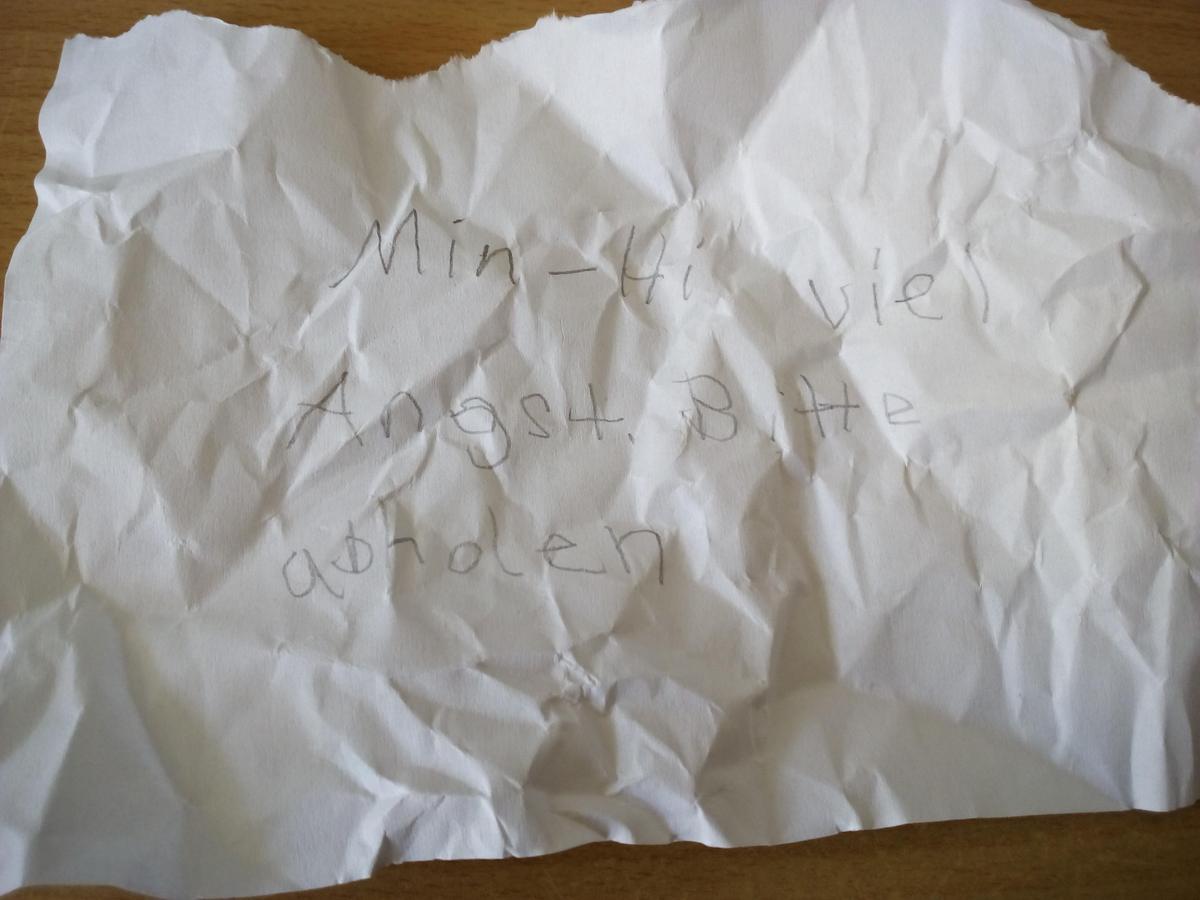 Min-Hi viel
Angst. Bitte
abholen